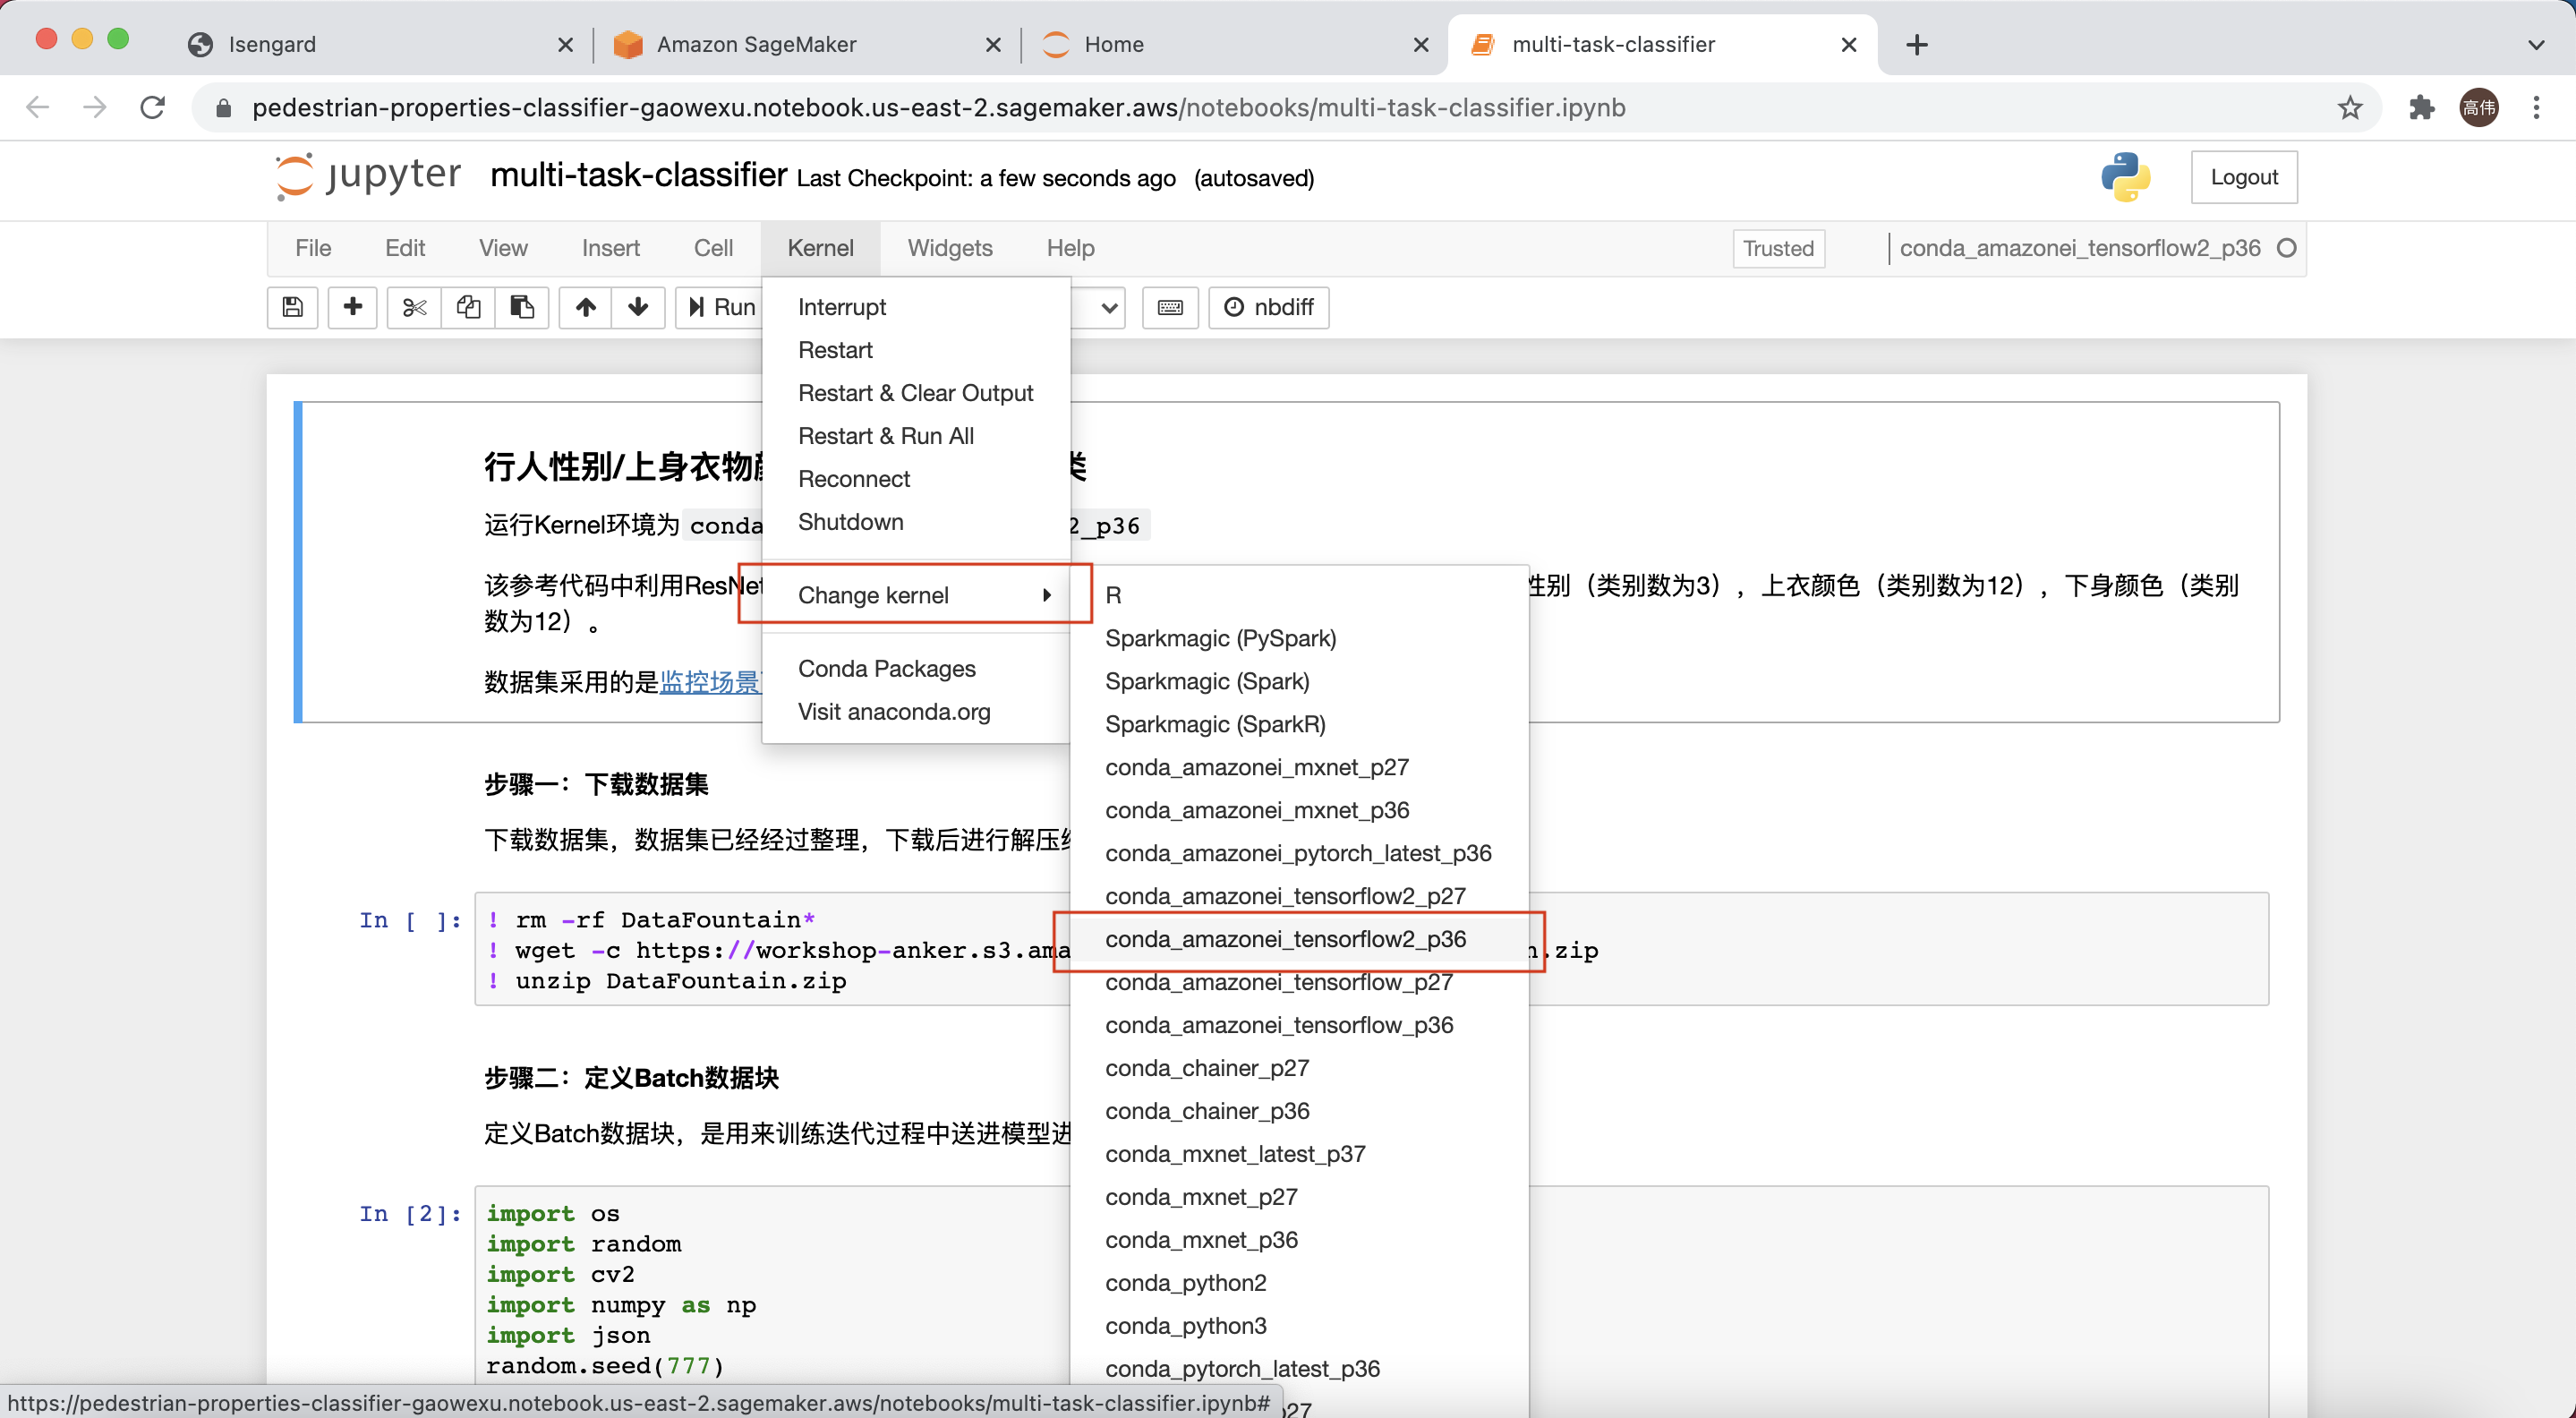 Isengard
Amazon SageMaker
Home
multi-task-classifier
pedestrian-properties-classifier-gaowexu.notebook.us-east-2.sagemaker.aws/notebooks/multi-task-classifier.ipynb
高伟
jupyter multi-task-classifier Last Checkpoint: a few seconds ago (autosaved)
Logout
File Edit View Insert Cell Kernel Widgets Help
Trusted
conda_amazonei_tensorflow2_p36
Run
nbdiff
Interrupt
Restart
Restart & Clear Output
Restart & Run All
Reconnect
Shutdown
Change kernel
Conda Packages
Visit anaconda.org
R
Sparkmagic (PySpark)
Sparkmagic (Spark)
Sparkmagic (SparkR)
conda_amazonei_mxnet_p27
conda_amazonei_mxnet_p36
conda_amazonei_pytorch_latest_p36
conda_amazonei_tensorflow2_p27
conda_amazonei_tensorflow2_p36
conda_amazonei_tensorflow_p27
conda_amazonei_tensorflow_p36
conda_chainer_p27
conda_chainer_p36
conda_mxnet_latest_p37
conda_mxnet_p27
conda_mxnet_p36
conda_python2
conda_python3
conda_pytorch_latest_p36
p27
行人性别/上身衣物 类
运行Kernel环境为 conda 2_p36
该参考代码中利用ResNet 性别（类别数为3），上衣颜色（类别数为12），下身颜色（类别
数为12）。
数据集采用的是监控场景
步骤一：下载数据集
下载数据集，数据集已经经过整理，下载后进行解压
In [ ]:
! rm -rf DataFountain*
! wget -c https://workshop-anker.s3.ama n.zip
! unzip DataFountain.zip
步骤二：定义Batch数据块
定义Batch数据块，是用来训练迭代过程中送进模型进
In [2]:
import os
import random
import cv2
import numpy as np
import json
random.seed(777)
https://pedestrian-properties-classifier-gaowexu.notebook.us-east-2.sagemaker.aws/notebooks/multi-task-classifier.ipynb#